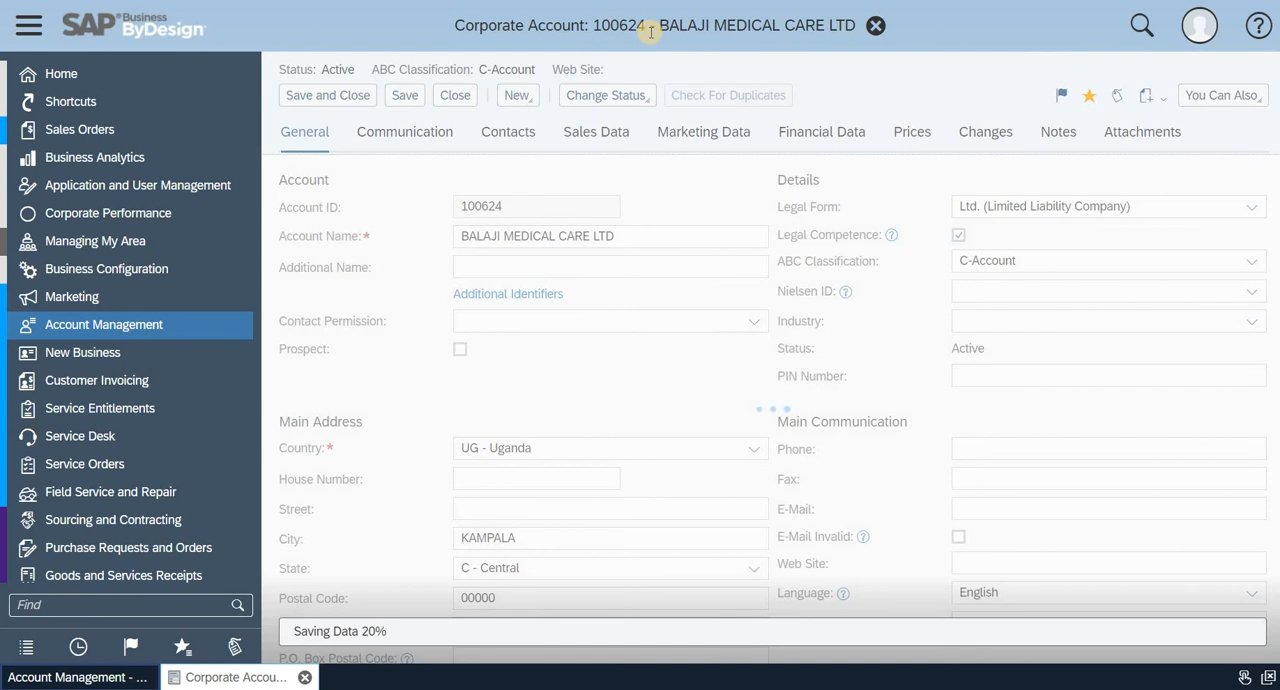 SAP Business ByDesign
Corporate Account: 100624 - BALAJI MEDICAL CARE LTD
Status: Active ABC Classification: C-Account Web Site:
Save and Close Save Close New Change Status Check For Duplicates You Can Also
General Communication Contacts Sales Data Marketing Data Financial Data Prices Changes Notes Attachments
Home
Shortcuts
Sales Orders
Business Analytics
Application and User Management
Corporate Performance
Managing My Area
Business Configuration
Marketing
Account Management
New Business
Customer Invoicing
Service Entitlements
Service Desk
Service Orders
Field Service and Repair
Sourcing and Contracting
Purchase Requests and Orders
Goods and Services Receipts
Find
Account
Account ID: 100624
Account Name:* BALAJI MEDICAL CARE LTD
Additional Name:
Additional Identifiers
Contact Permission:
Prospect:
Details
Legal Form: Ltd. (Limited Liability Company)
Legal Competence:
ABC Classification: C-Account
Nielsen ID:
Industry:
Status: Active
PIN Number:
Main Address
Country:* UG - Uganda
House Number:
Street:
City: KAMPALA
State: C - Central
Postal Code: 00000
Main Communication
Phone:
Fax:
E-Mail:
E-Mail Invalid:
Web Site:
Language: English
Saving Data 20%
P.O. Box Postal Code:
Account Management - ...
Corporate Accou...